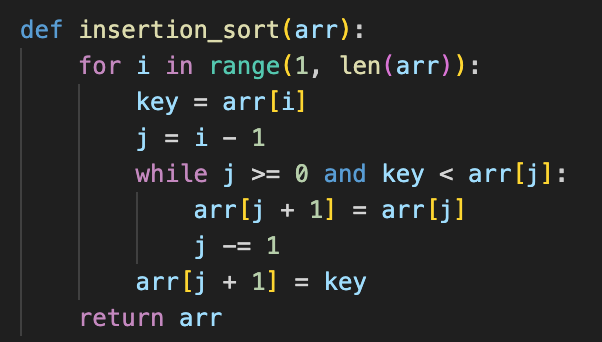 def insertion_sort(arr):
    for i in range(1, len(arr)):
        key = arr[i]
        j = i - 1
        while j >= 0 and key < arr[j]:
            arr[j + 1] = arr[j]
            j -= 1
        arr[j + 1] = key
    return arr